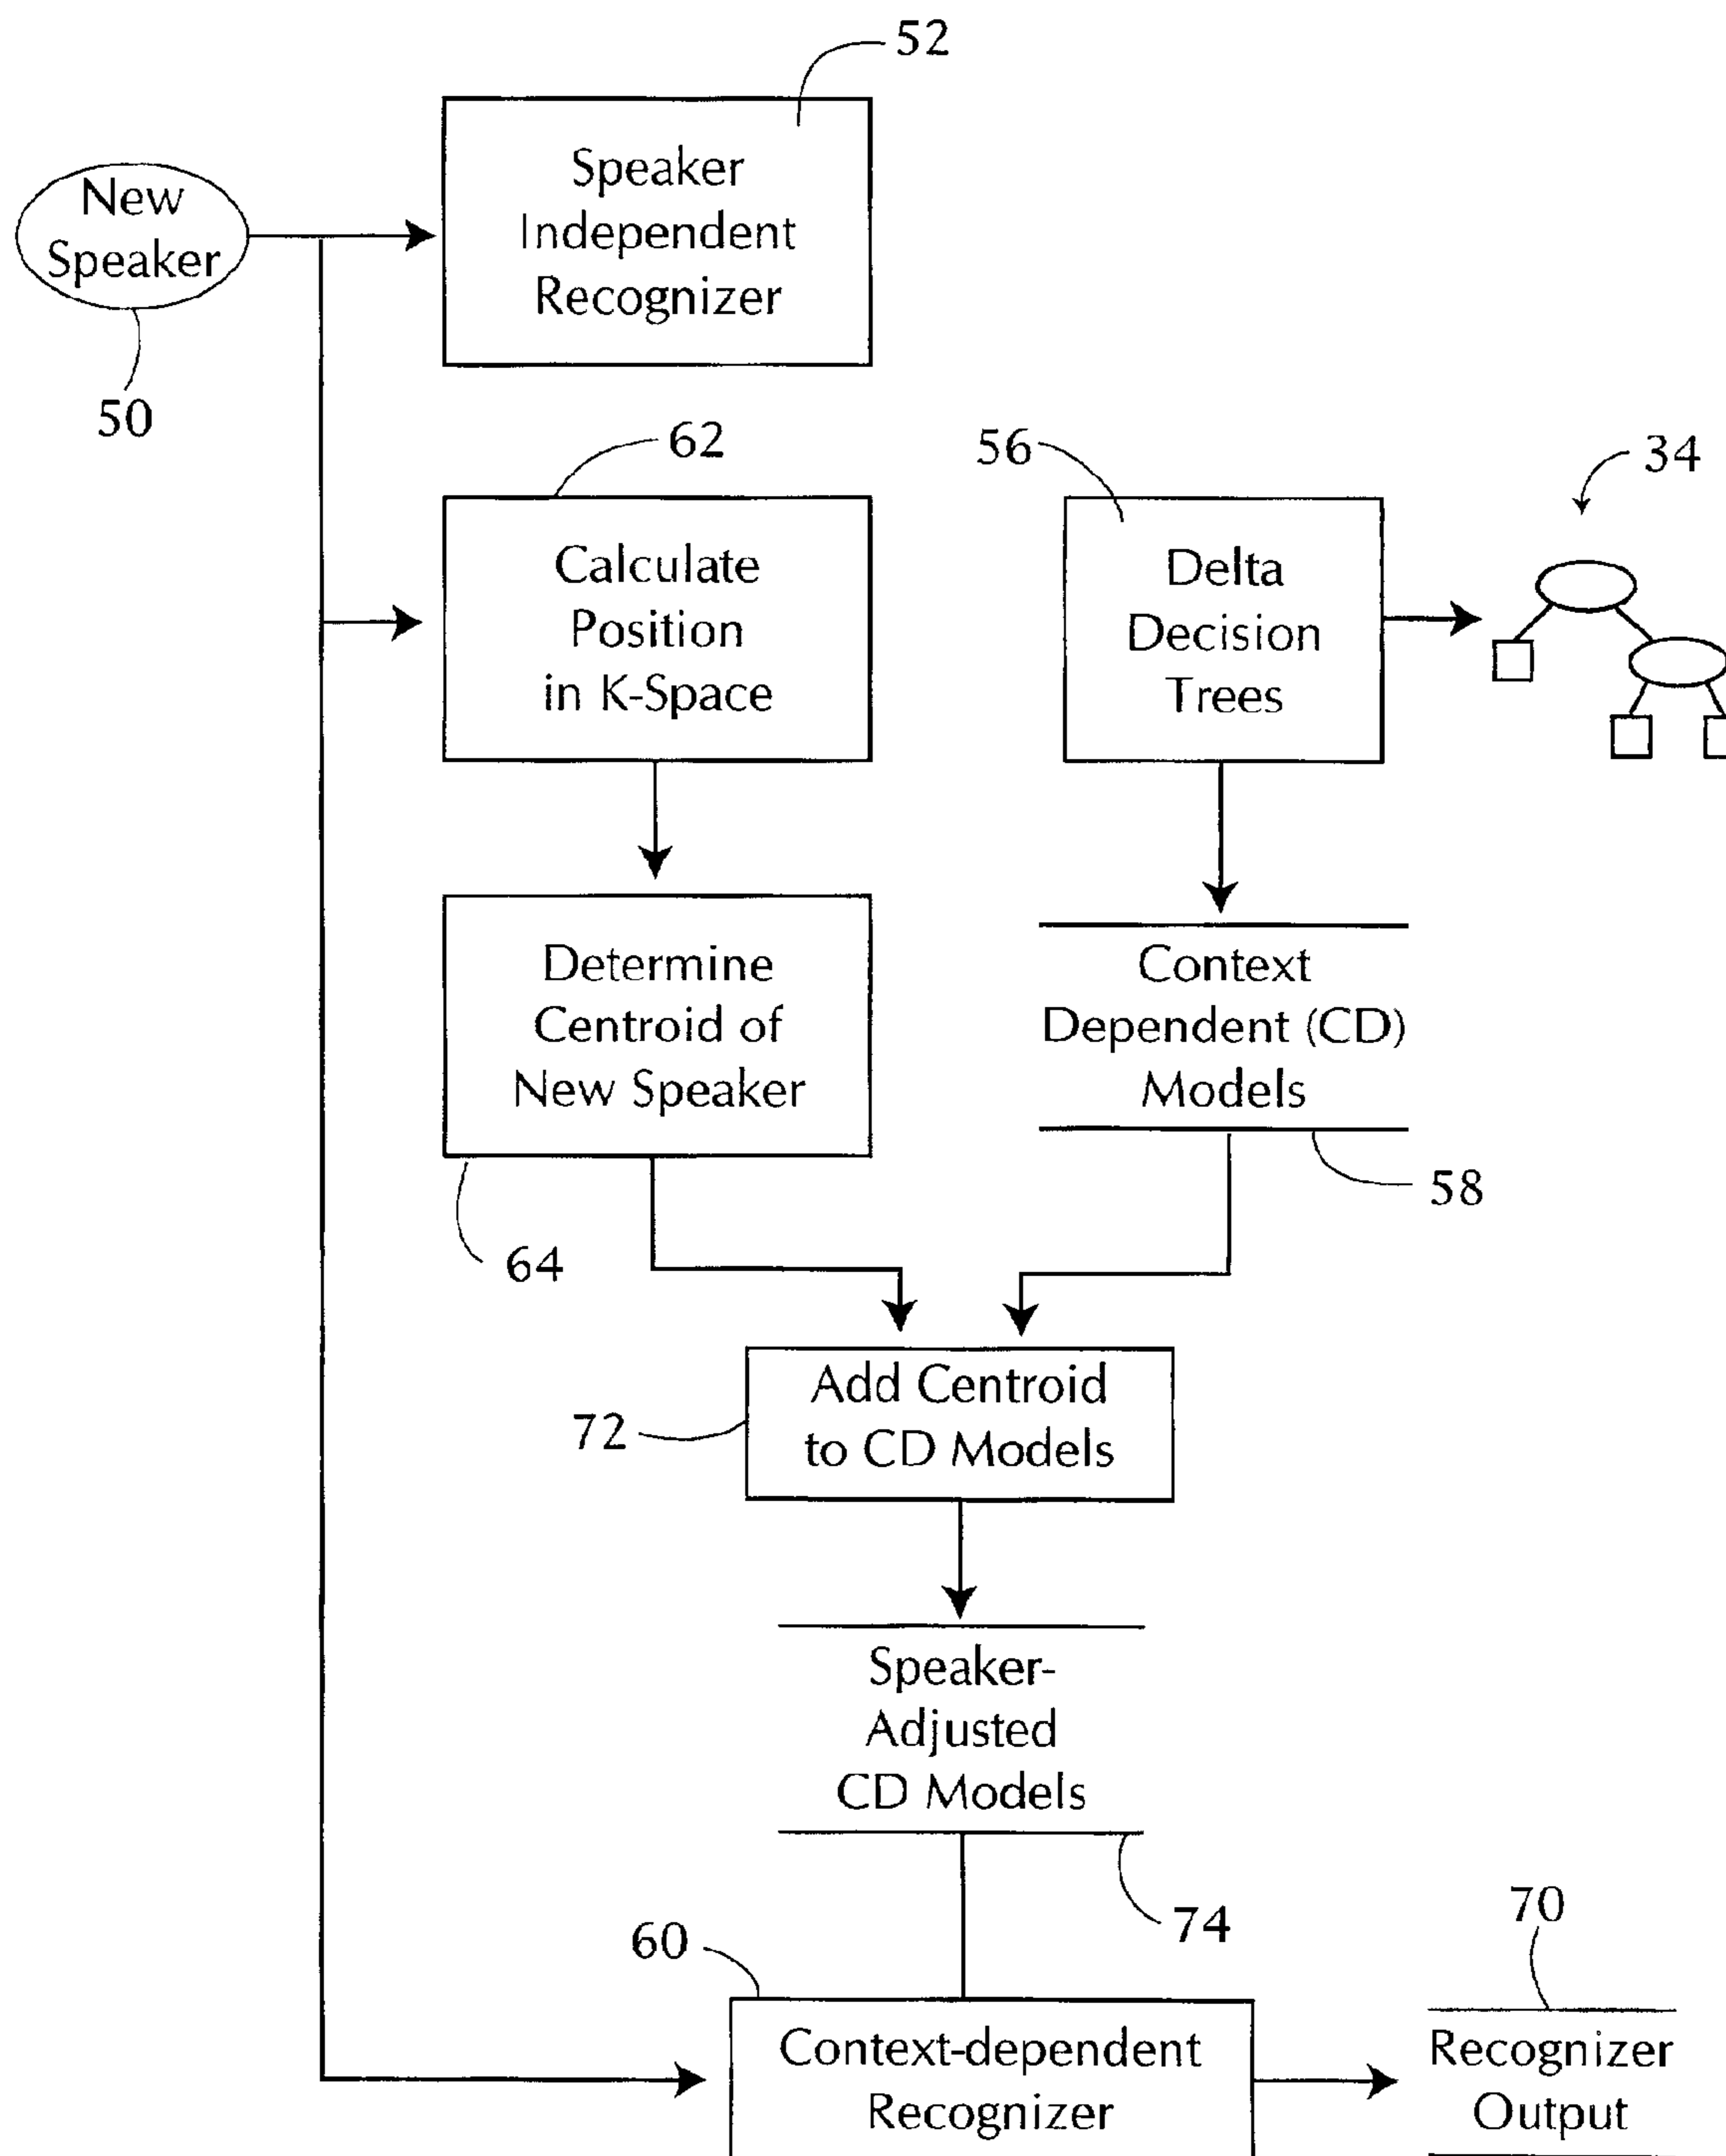 52
Speaker
Independent
Recognizer
New
Speaker
50
62
56
34
Calculate
Position
in K-Space
Delta
Decision
Trees
Determine
Centroid of
New Speaker
Context
Dependent (CD)
Models
58
64
Add Centroid
to CD Models
72
Speaker-
Adjusted
CD Models
74
70
60
Context-dependent
Recognizer
Recognizer
Output